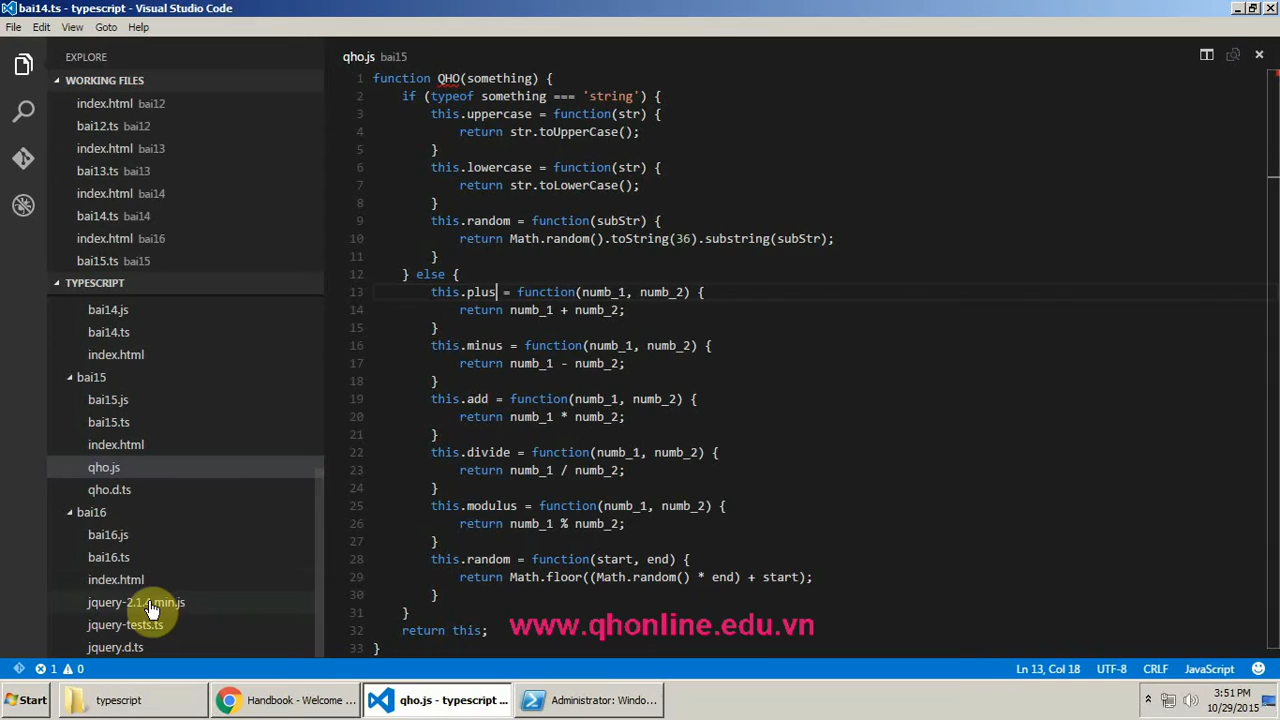 bai14.ts - typescript - Visual Studio Code
File Edit View Goto Help
EXPLORE
WORKING FILES
index.html bai12
bai12.ts bai12
index.html bai13
bai13.ts bai13
index.html bai14
bai14.ts bai14
index.html bai16
bai15.ts bai15
TYPESCRIPT
bai14.js
bai14.ts
index.html
bai15
bai15.js
bai15.ts
index.html
qho.js
qho.d.ts
bai16
bai16.js
bai16.ts
index.html
jquery-2.1.4.min.js
jquery-tests.ts
jquery.d.ts
qho.js bai15
1 function QHO(something) {
2 if (typeof something === 'string') {
3 this.uppercase = function(str) {
4 return str.toUpperCase();
5 }
6 this.lowercase = function(str) {
7 return str.toLowerCase();
8 }
9 this.random = function(subStr) {
10 return Math.random().toString(36).substring(subStr);
11 }
12 } else {
13 this.plus = function(numb_1, numb_2) {
14 return numb_1 + numb_2;
15 }
16 this.minus = function(numb_1, numb_2) {
17 return numb_1 - numb_2;
18 }
19 this.add = function(numb_1, numb_2) {
20 return numb_1 * numb_2;
21 }
22 this.divide = function(numb_1, numb_2) {
23 return numb_1 / numb_2;
24 }
25 this.modulus = function(numb_1, numb_2) {
26 return numb_1 % numb_2;
27 }
28 this.random = function(start, end) {
29 return Math.floor((Math.random() * end) + start);
30 }
31 }
32 return this;
33 }
www.qhonline.edu.vn
1 0
Ln 13, Col 18 UTF-8 CRLF JavaScript
Start typescript Handbook - Welcome ... qho.js - typescript ... Administrator: Windo... 3:51 PM
10/29/2015